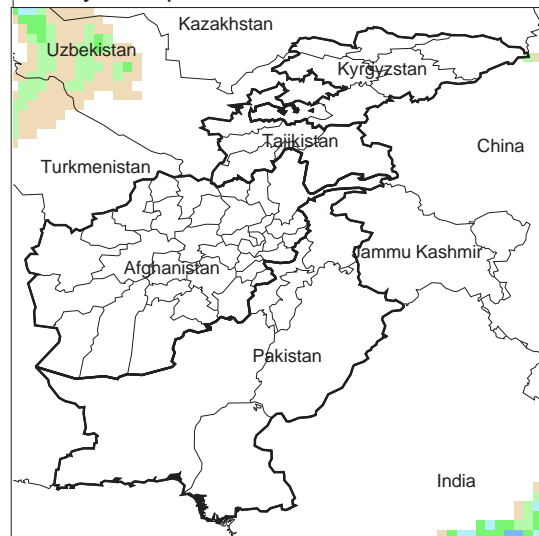 Kazakhstan
Uzbekistan
Kyrgyzstan
Tajikistan
China
Turkmenistan
Jammu Kashmir
Afghanistan
Pakistan
India